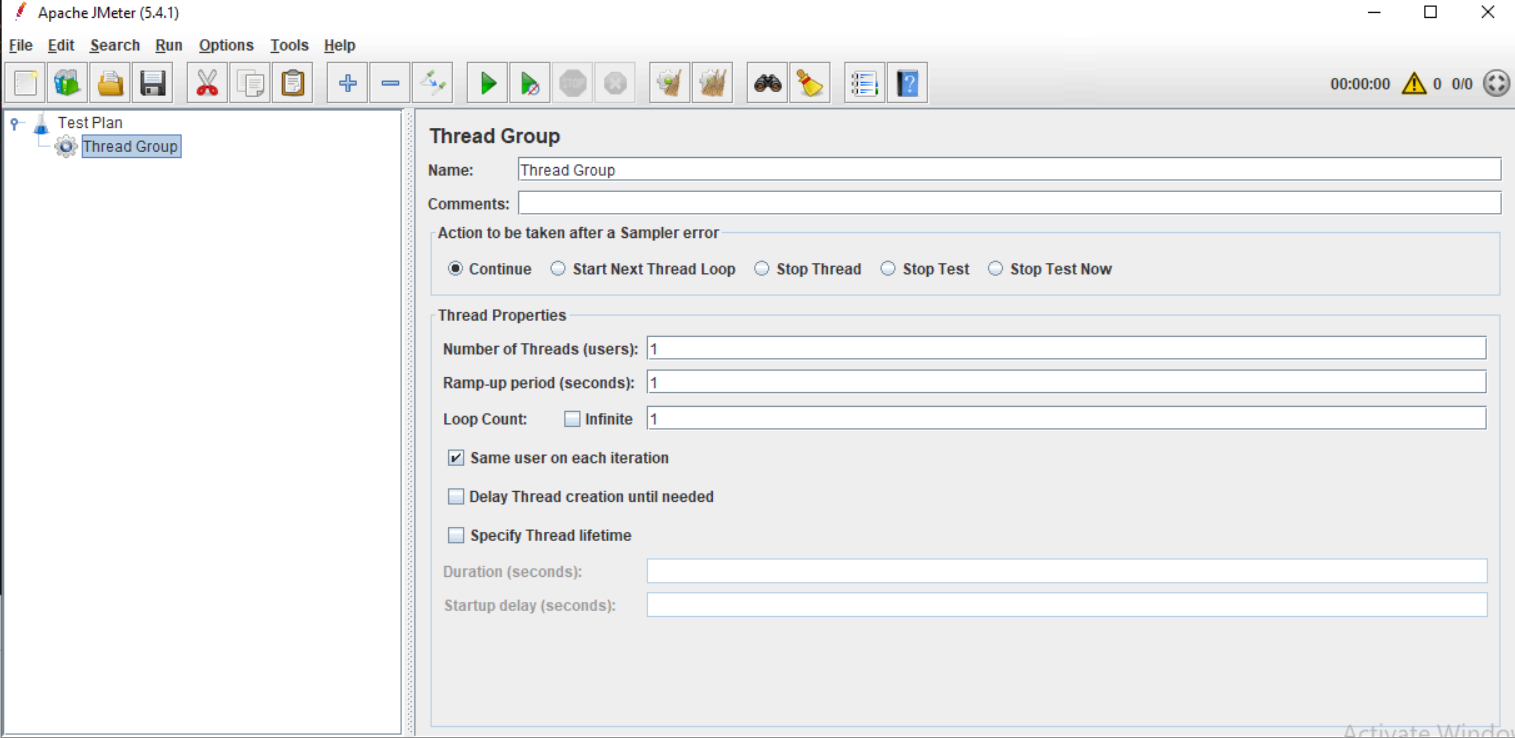 Apache JMeter (5.4.1)
File Edit Search Run Options Tools Help
STOP
00:00:00 0 0/0
Test Plan
Thread Group
Thread Group
Name: Thread Group
Comments:
Action to be taken after a Sampler error
Continue Start Next Thread Loop Stop Thread Stop Test Stop Test Now
Thread Properties
Number of Threads (users): 1
Ramp-up period (seconds): 1
Loop Count: Infinite 1
Same user on each iteration
Delay Thread creation until needed
Specify Thread lifetime
Duration (seconds):
Startup delay (seconds):
Activate Windo